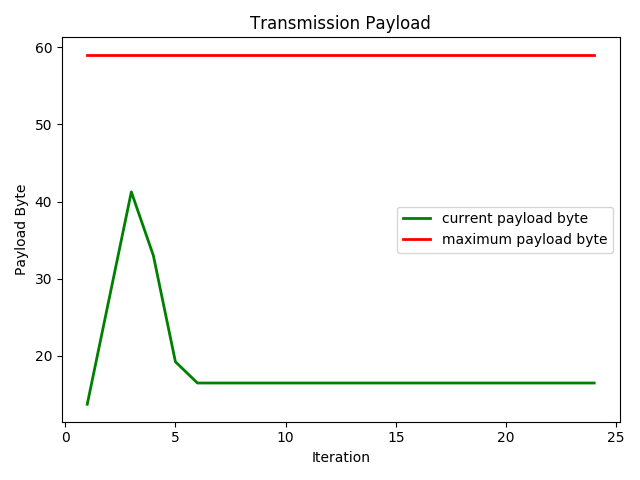 Transmission Payload
60
50
40
30
20
Payload Byte
current payload byte
maximum payload byte
0
5
10
15
20
25
Iteration